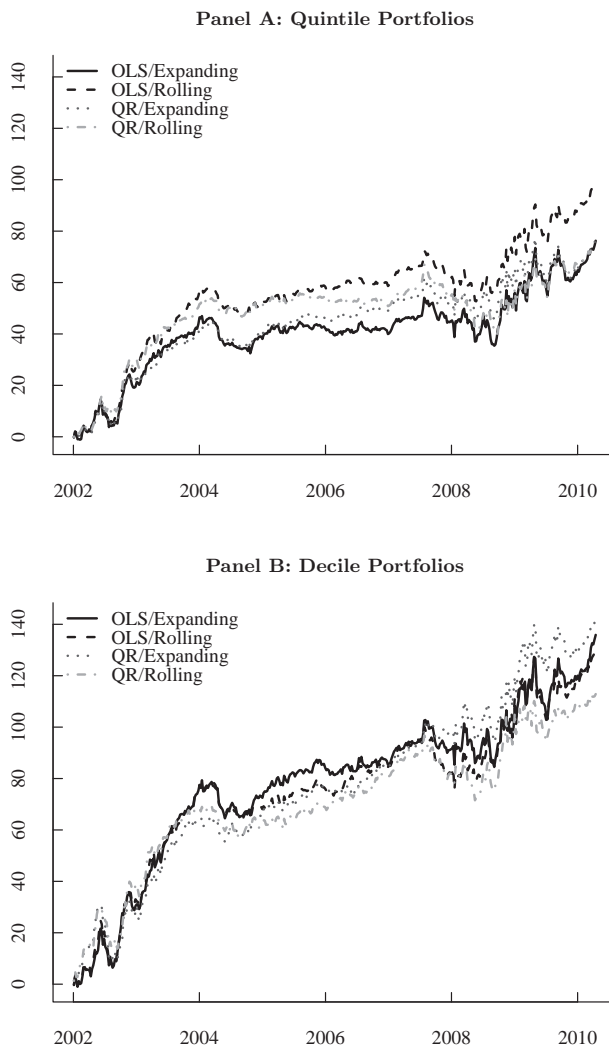 Panel A: Quintile Portfolios
140
120
100
80
60
40
20
0
OLS/Expanding
OLS/Rolling
QR/Expanding
QR/Rolling
2002 2004 2006 2008 2010
Panel B: Decile Portfolios
140
120
100
80
60
40
20
0
OLS/Expanding
OLS/Rolling
QR/Expanding
QR/Rolling
2002 2004 2006 2008 2010